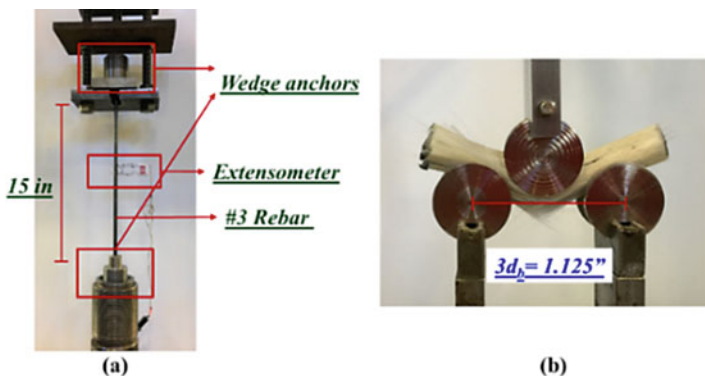 Wedge anchors
15 in
Extensometer
#3 Rebar
3d_b= 1.125”
(a)
(b)